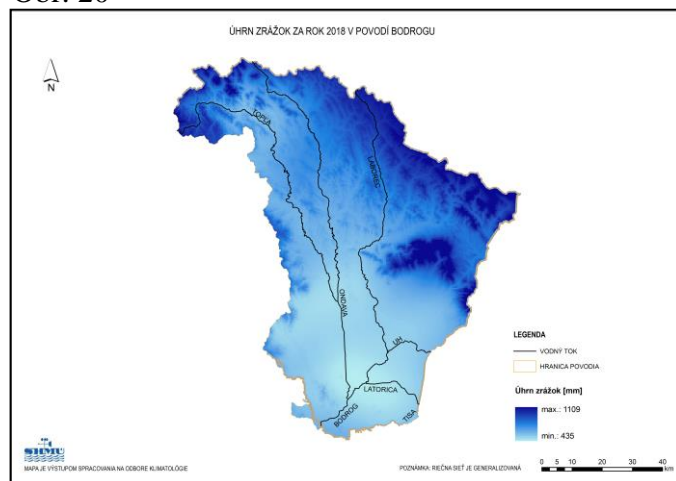 Obr. 20
ÚHRN ZRÁŽOK ZA ROK 2018 V POVODÍ BODROGU
N
TOPĽA
LABOREC
ONDAVA
UH
LATORICA
BODROG
TISA
LEGENDA
VODNÝ TOK
HRANICA POVODIA
Úhrn zrážok [mm]
max.: 1109
min.: 435
SHMÚ
MAPA JE VÝSTUPOM SPRACOVANIA NA ODBORE KLIMATOLÓGIE
POZNÁMKA: RIEČNA SIEŤ JE GENERALIZOVANÁ
0 5 10 20 30 40
km